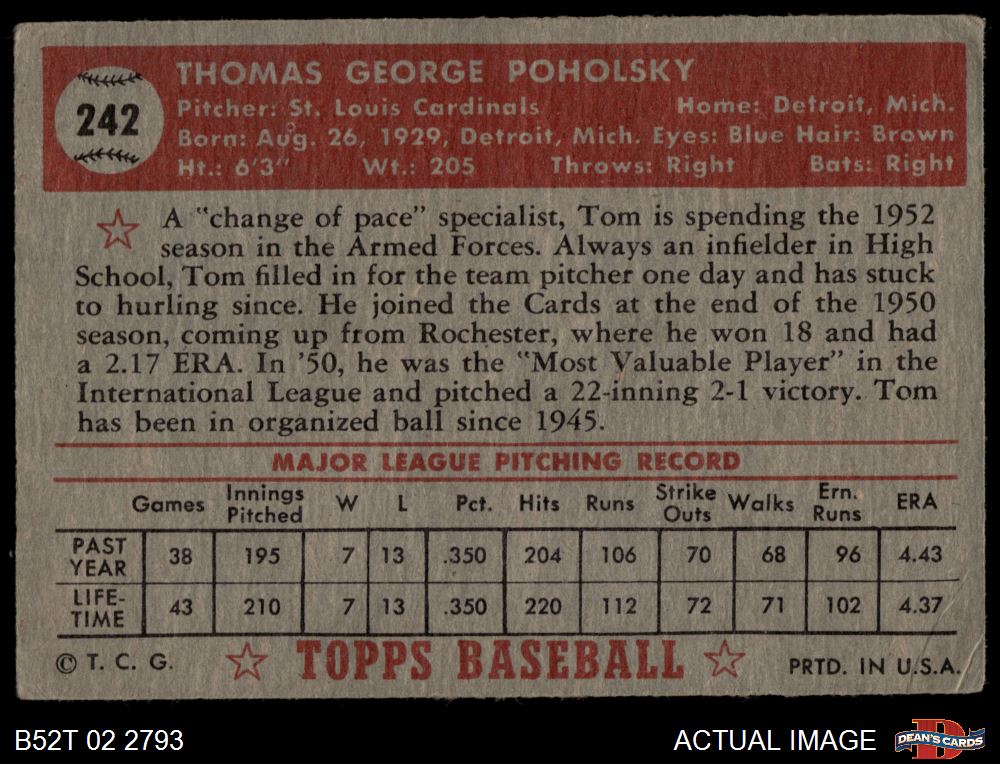 THOMAS GEORGE POHOLSKY
242
Pitcher: St. Louis Cardinals Home: Detroit, Mich.
Born: Aug. 26, 1929, Detroit, Mich. Eyes: Blue Hair: Brown
Ht.: 6'3" Wt.: 205 Throws: Right Bats: Right
A "change of pace" specialist, Tom is spending the 1952
season in the Armed Forces. Always an infielder in High
School, Tom filled in for the team pitcher one day and has stuck
to hurling since. He joined the Cards at the end of the 1950
season, coming up from Rochester, where he won 18 and had
a 2.17 ERA. In '50, he was the "Most Valuable Player" in the
International League and pitched a 22-inning 2-1 victory. Tom
has been in organized ball since 1945.
MAJOR LEAGUE PITCHING RECORD
Games Innings Pitched W L Pct. Hits Runs Strike Outs Walks Ern. Runs ERA
PAST YEAR 38 195 7 13 .350 204 106 70 68 96 4.43
LIFE-TIME 43 210 7 13 .350 220 112 72 71 102 4.37
© T. C. G. TOPPS BASEBALL PRTD. IN U.S.A.
B52T 02 2793 ACTUAL IMAGE DEAN'S CARDS